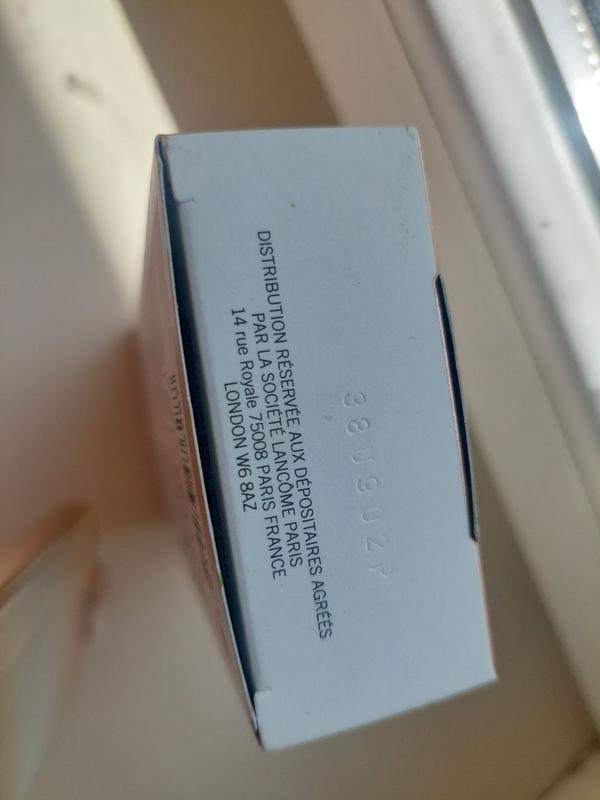 DISTRIBUTION RÉSERVÉE AUX DÉPOSITAIRES AGRÉÉS
PAR LA SOCIÉTÉ LANCÔME PARIS
14 rue Royale 75008 PARIS FRANCE
LONDON W6 8AZ
38U902P